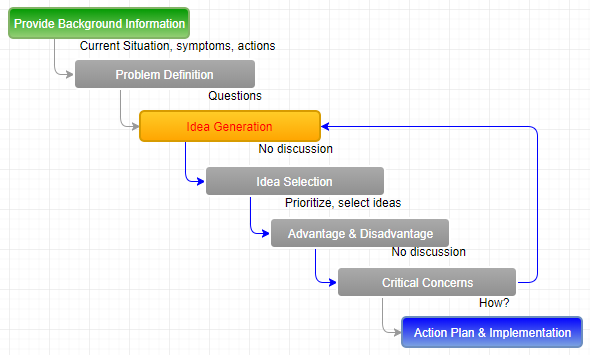 Provide Background Information
Current Situation, symptoms, actions
Problem Definition
Questions
Idea Generation
No discussion
Idea Selection
Prioritize, select ideas
Advantage & Disadvantage
No discussion
Critical Concerns
How?
Action Plan & Implementation